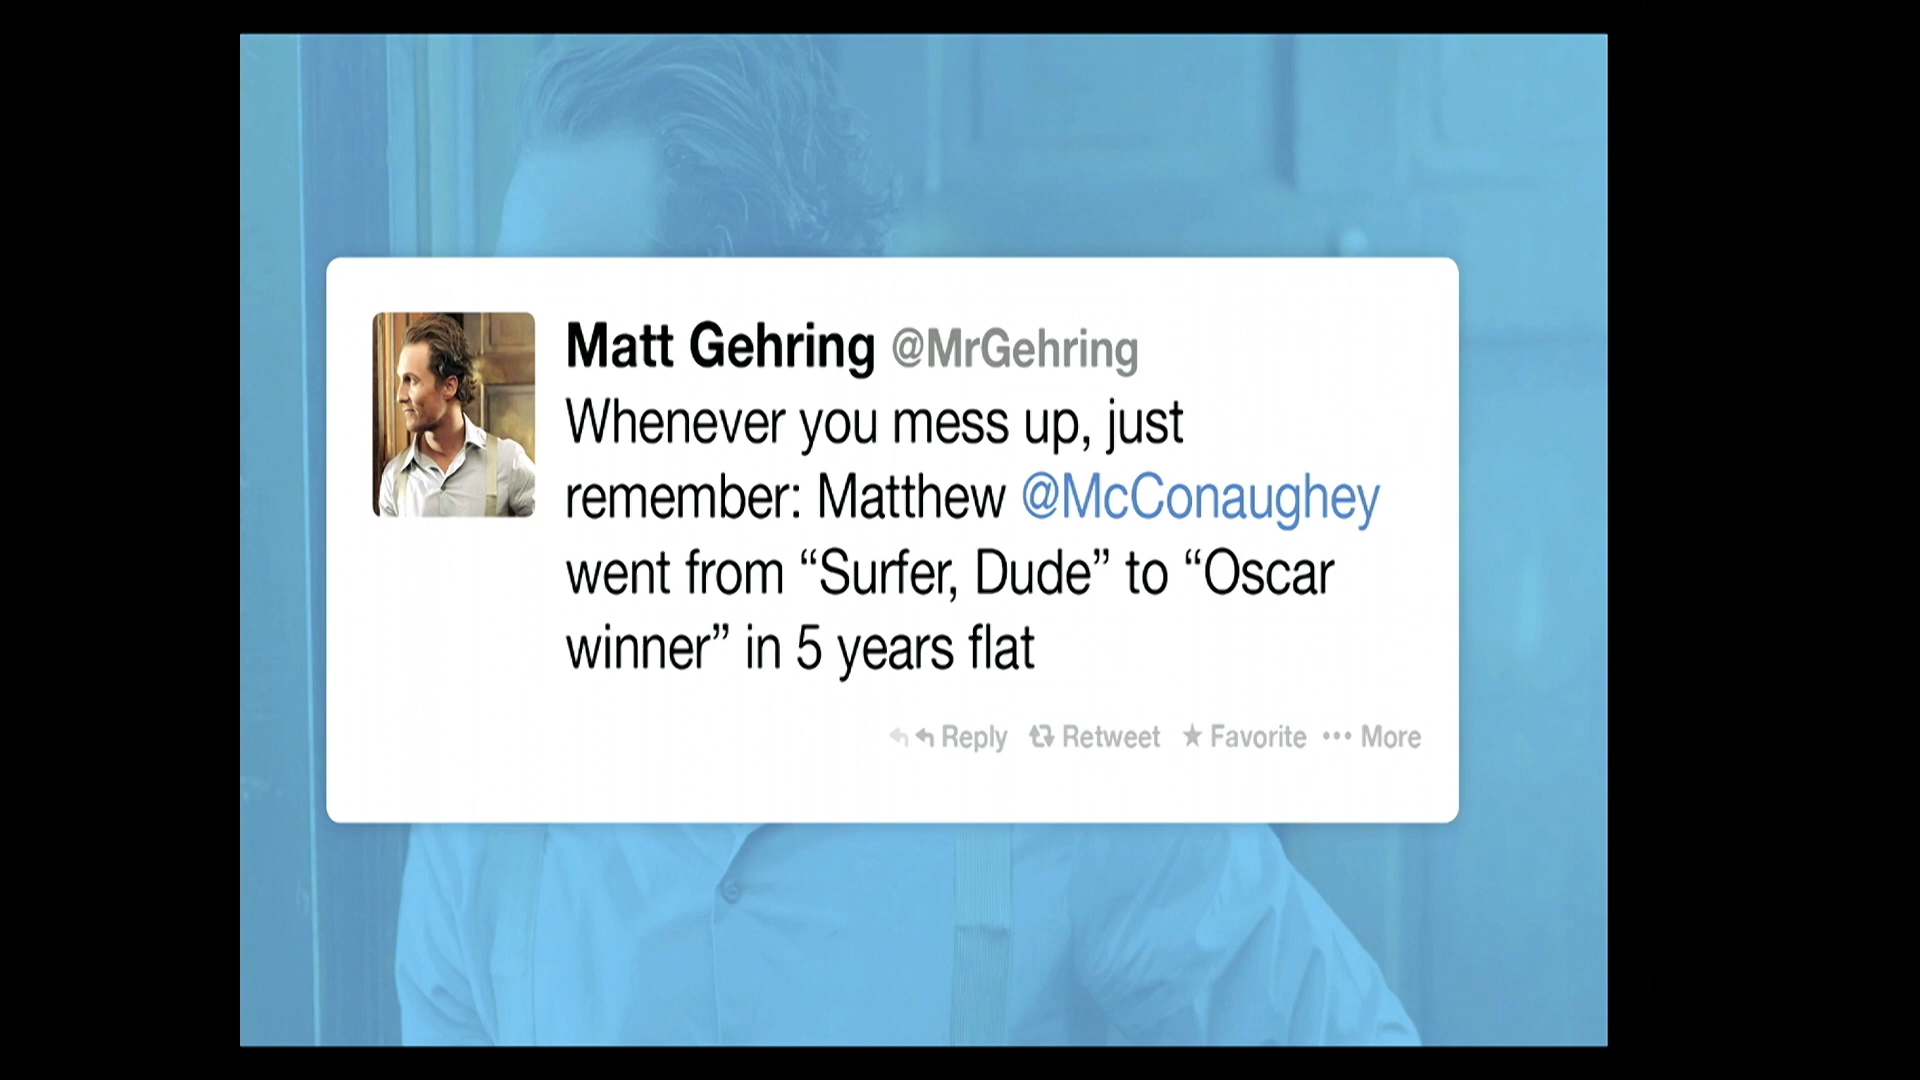 Matt Gehring @MrGehring
Whenever you mess up, just
remember: Matthew @McConaughey
went from “Surfer, Dude” to “Oscar
winner” in 5 years flat
Reply Retweet Favorite ••• More